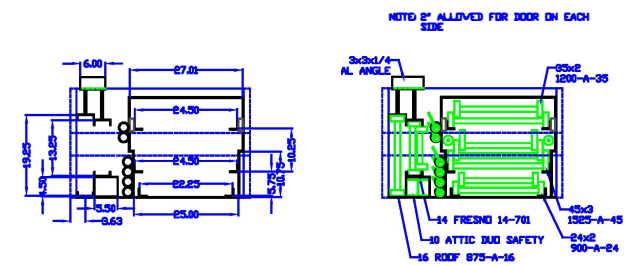 NOTE: 2" ALLOWED FOR DOOR ON EACH
SIDE
6.00
27.01
3x3x1/4
AL ANGLE
35x2
1200-A-35
24.50
19.25
13.25
10.25
24.50
4.50
22.25
5.75
10.75
5.50
3.63
25.00
14 FRESNO 14-701
45x3
1525-A-45
10 ATTIC DUO SAFETY
24x2
900-A-24
16 ROOF 875-A-16